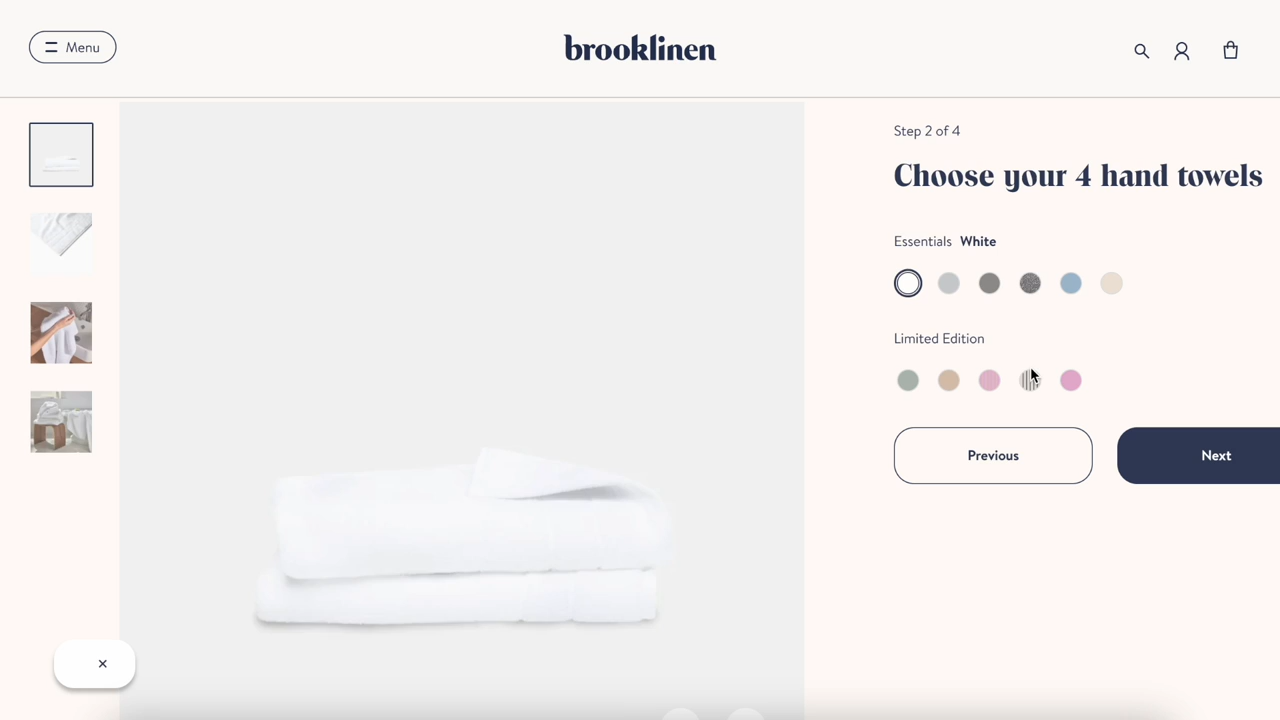 Menu
brooklinen
Step 2 of 4
Choose your 4 hand towels
Essentials White
Limited Edition
Previous
Next